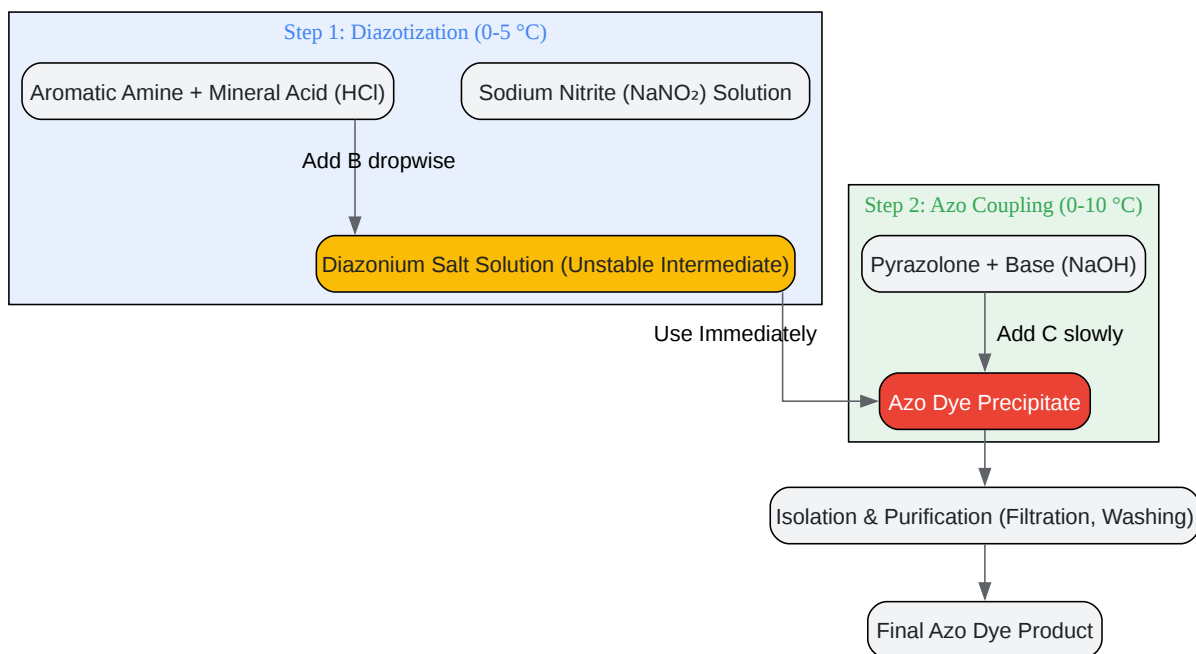 Step 1: Diazotization (0-5 °C)
Aromatic Amine + Mineral Acid (HCl)
Sodium Nitrite (NaNO₂) Solution
Add B dropwise
Diazonium Salt Solution (Unstable Intermediate)
Use Immediately
Step 2: Azo Coupling (0-10 °C)
Pyrazolone + Base (NaOH)
Add C slowly
Azo Dye Precipitate
Isolation & Purification (Filtration, Washing)
Final Azo Dye Product